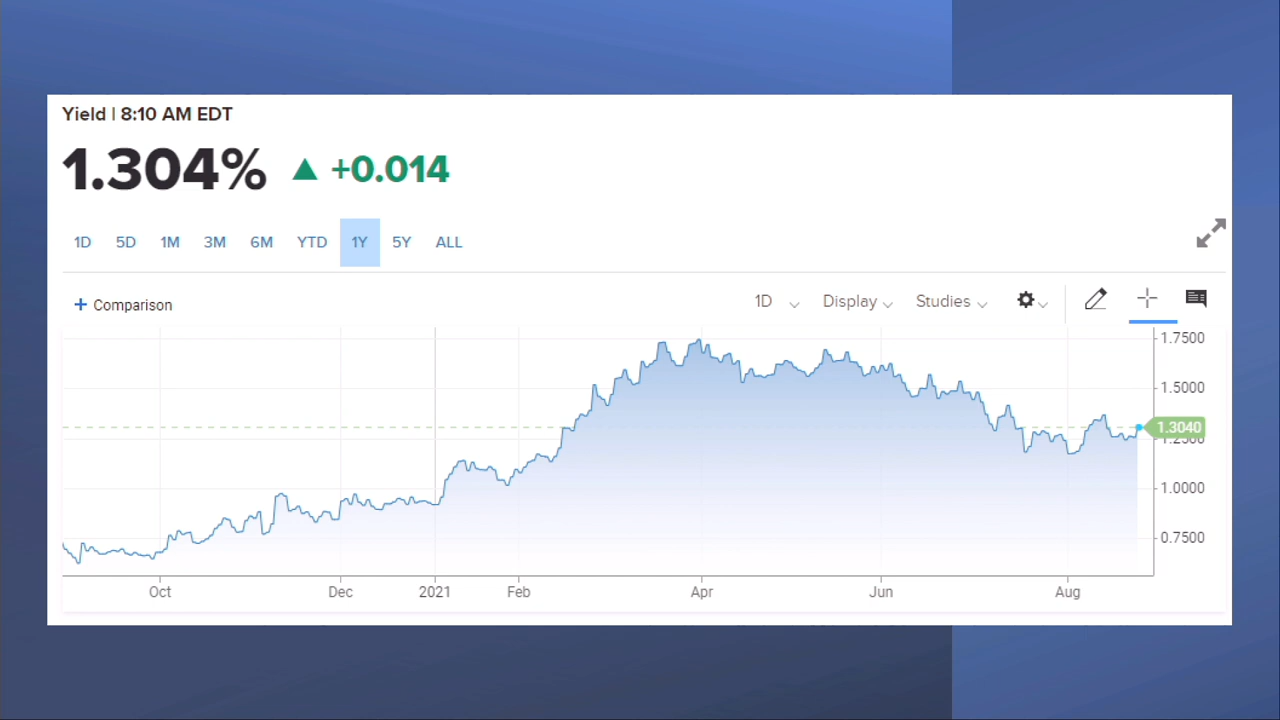 Yield | 8:10 AM EDT
1.304% ▲ +0.014
1D 5D 1M 3M 6M YTD 1Y 5Y ALL
+ Comparison 1D Display Studies
1.7500
1.5000
1.3040
1.2500
1.0000
0.7500
Oct Dec 2021 Feb Apr Jun Aug